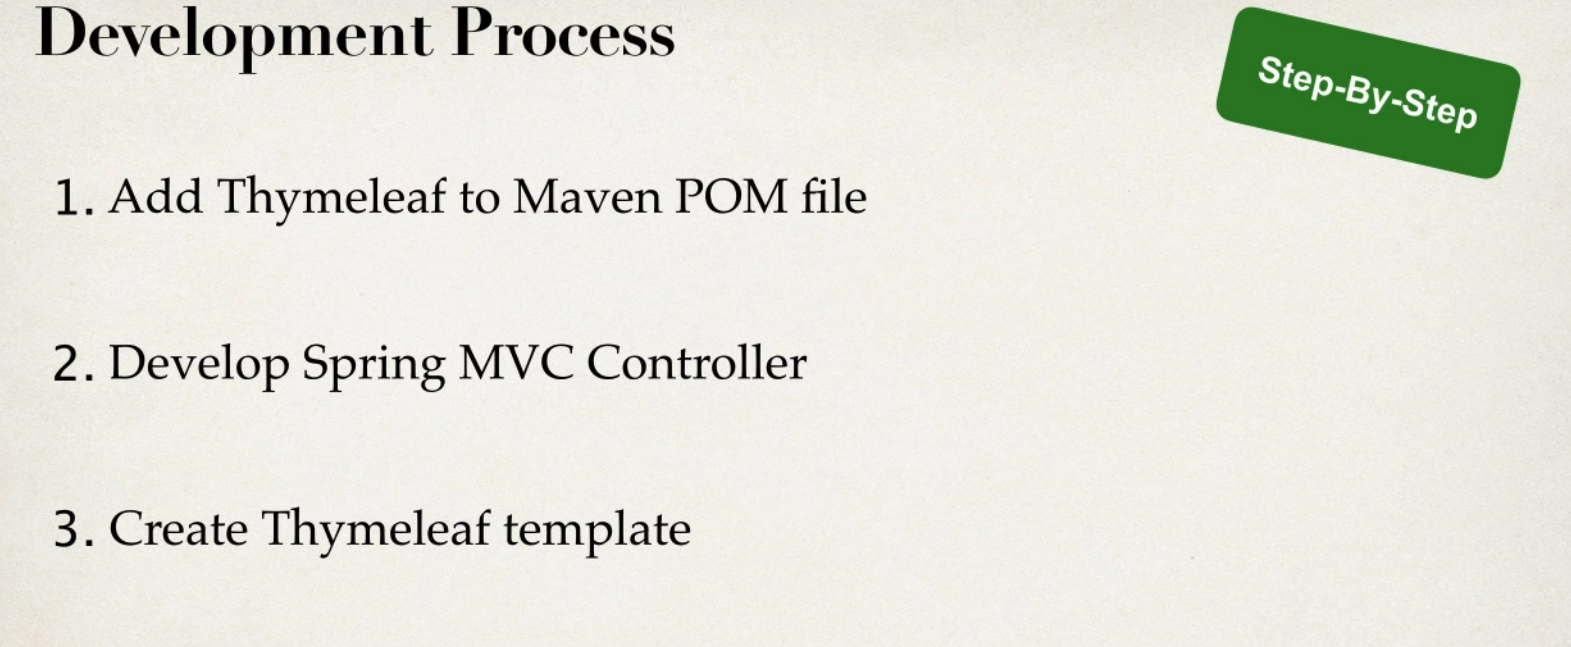 Development Process
Step-By-Step
1. Add Thymeleaf to Maven POM file
2. Develop Spring MVC Controller
3. Create Thymeleaf template